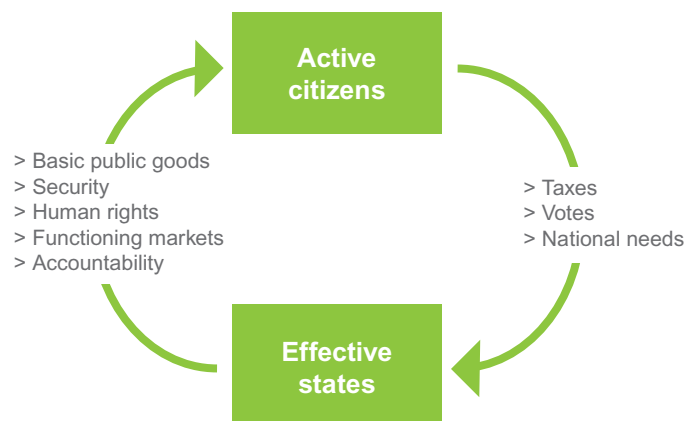 Active
citizens
> Basic public goods
> Security
> Human rights
> Functioning markets
> Accountability
> Taxes
> Votes
> National needs
Effective
states